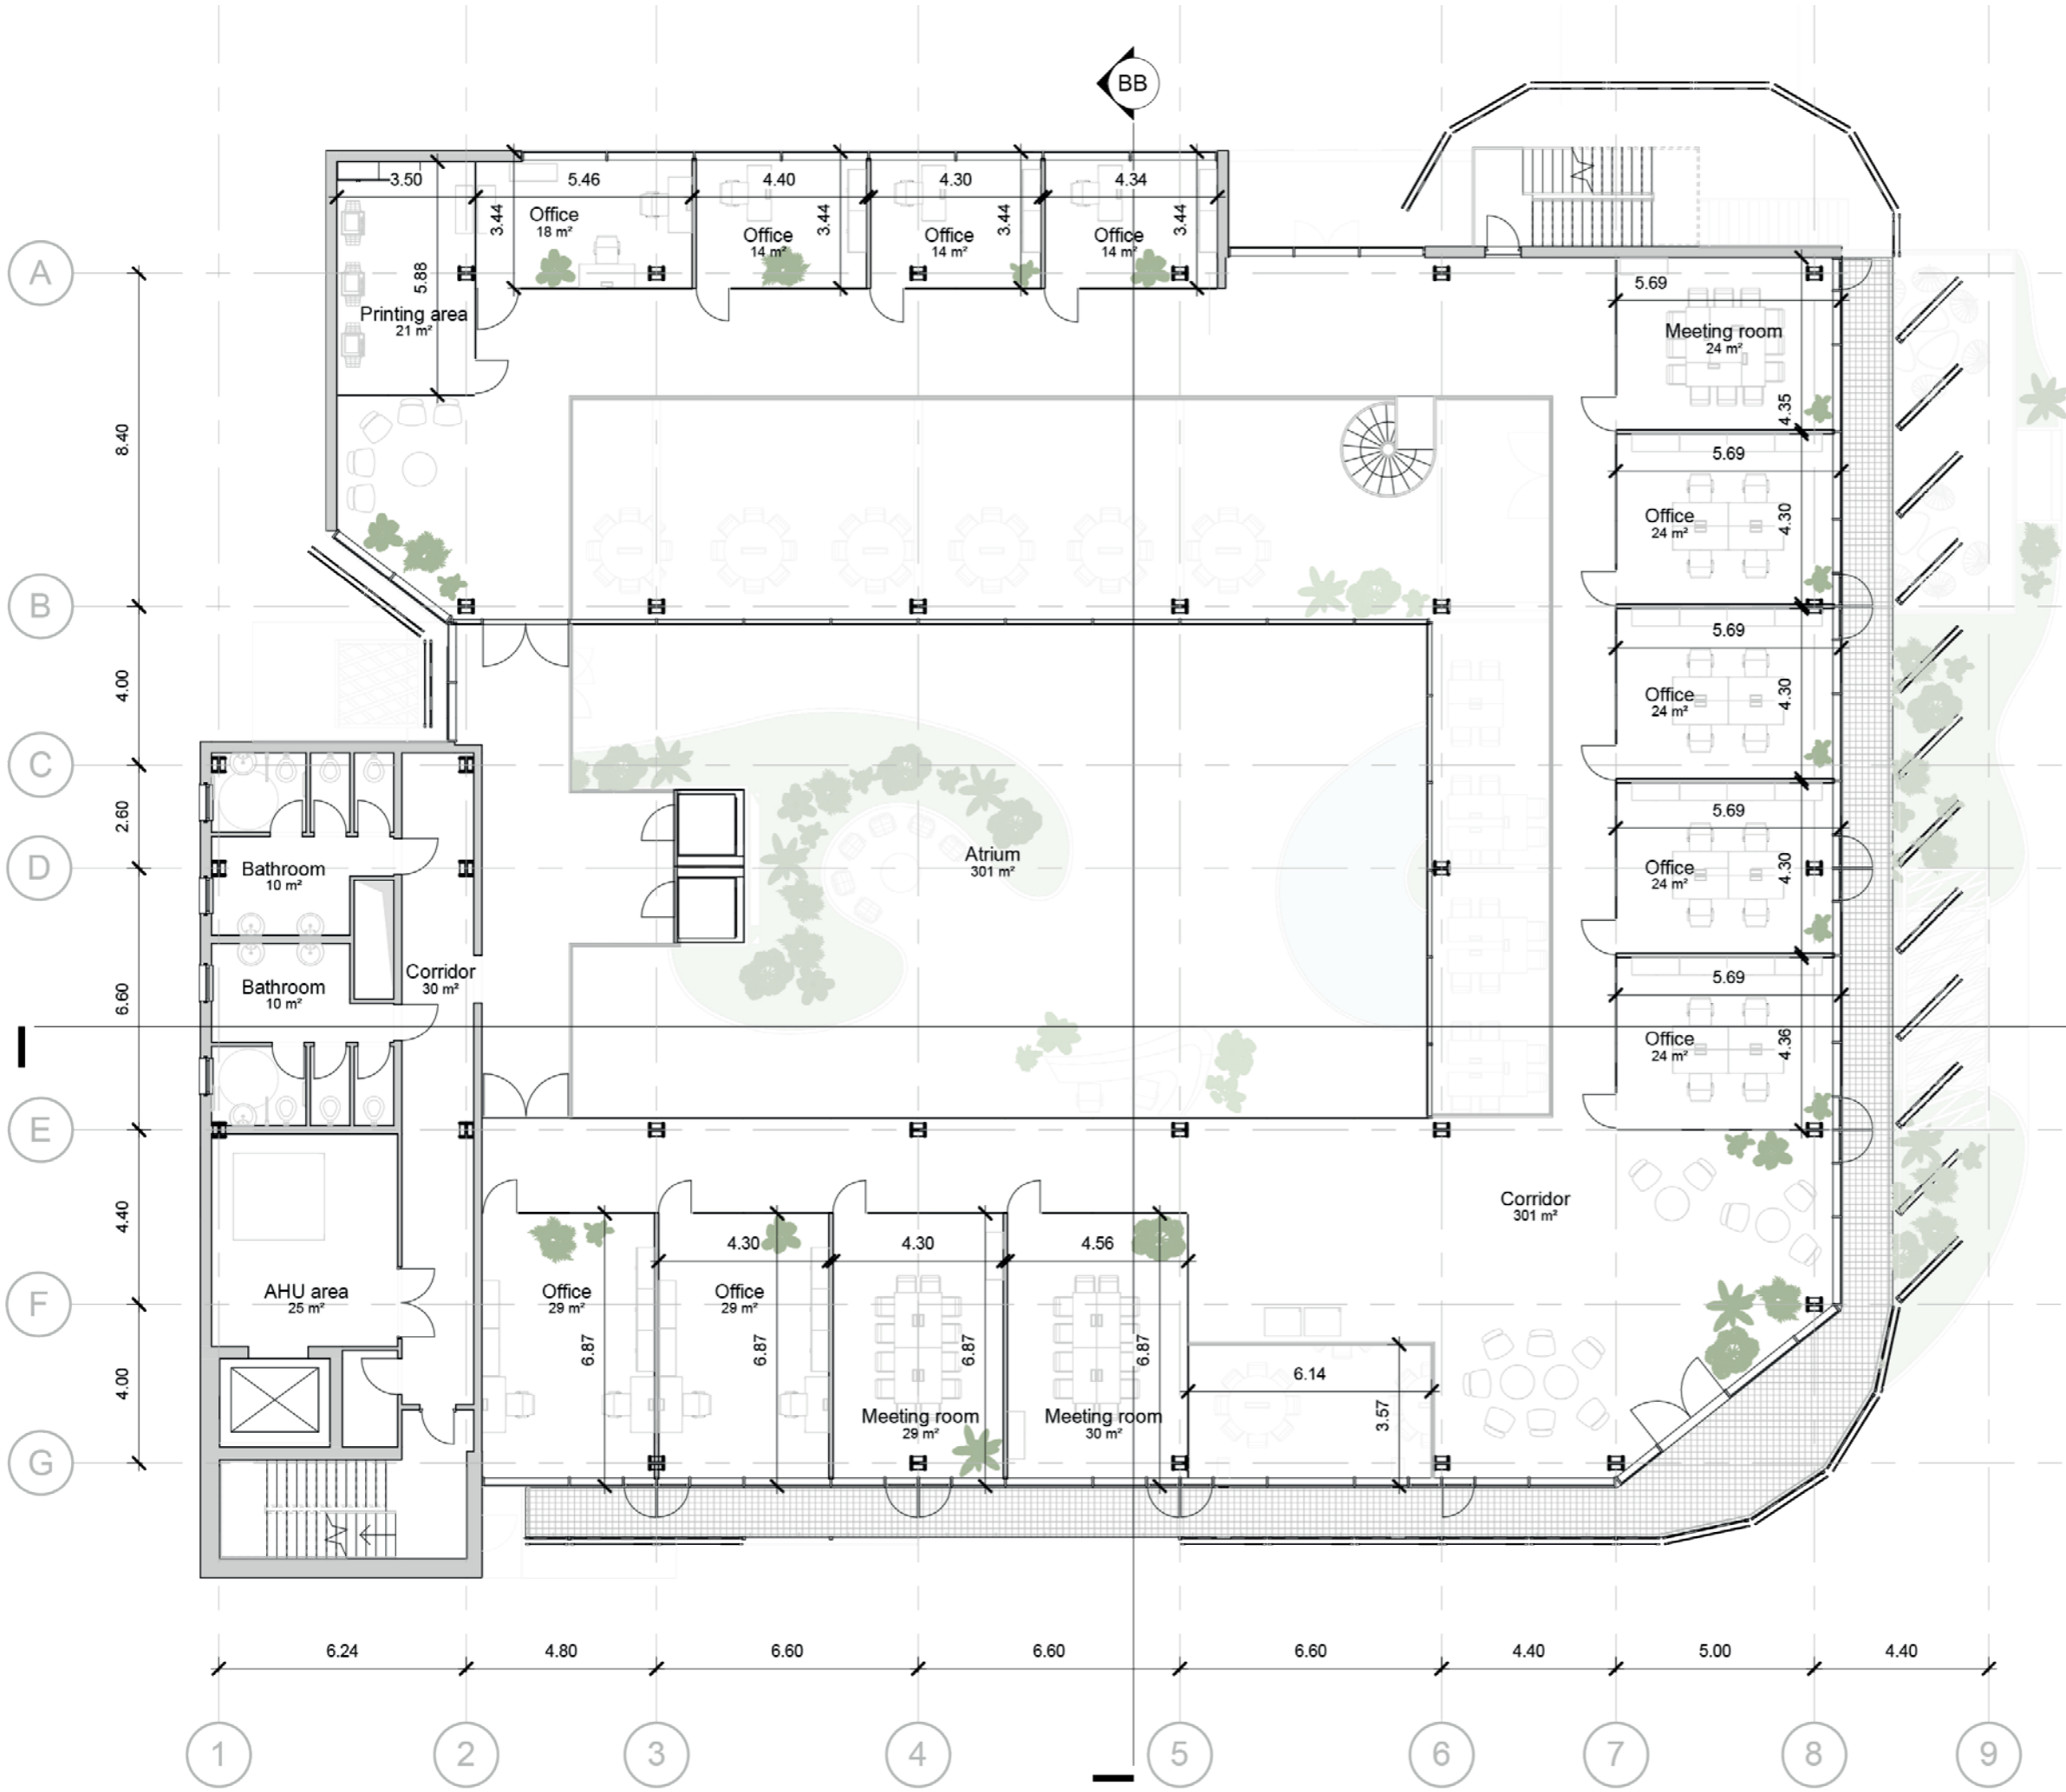 BB
3.50
5.46
4.40
4.30
4.34
3.44
3.44
3.44
3.44
Office
18 m²
Office
14 m²
Office
14 m²
Office
14 m²
A
5.88
Printing area
21 m²
5.69
Meeting room
24 m²
4.35
8.40
5.69
Office
24 m²
4.30
B
5.69
Office
24 m²
4.30
4.00
C
2.60
5.69
Office
24 m²
4.30
D
Bathroom
10 m²
Atrium
301 m²
Corridor
30 m²
Bathroom
10 m²
6.60
5.69
Office
24 m²
4.36
E
4.40
Corridor
301 m²
4.30
4.30
4.56
AHU area
25 m²
Office
29 m²
Office
29 m²
F
6.87
6.87
6.87
6.87
4.00
6.14
3.57
Meeting room
29 m²
Meeting room
30 m²
G
6.24
4.80
6.60
6.60
6.60
4.40
5.00
4.40
1
2
3
4
5
6
7
8
9